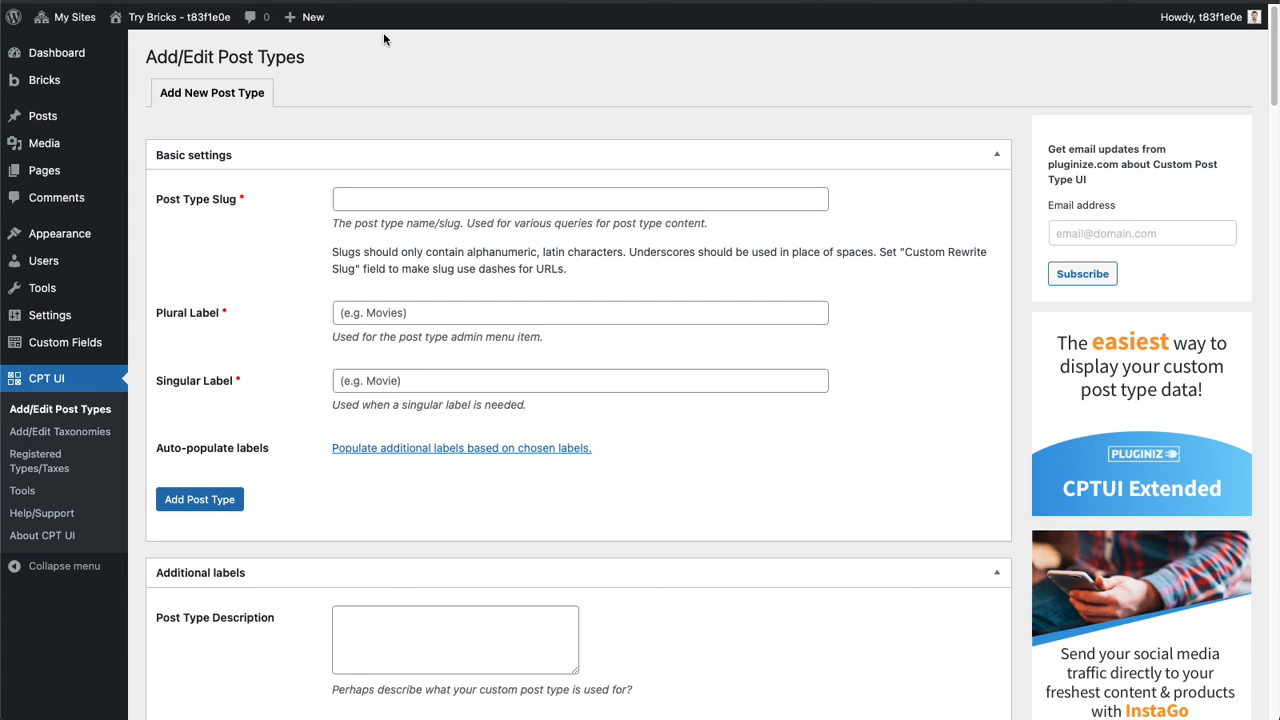 My Sites
Try Bricks - t83f1e0e
0
New
Howdy, t83f1e0e
Dashboard
Bricks
Posts
Media
Pages
Comments
Appearance
Users
Tools
Settings
Custom Fields
CPT UI
Add/Edit Post Types
Add/Edit Taxonomies
Registered
Types/Taxes
Tools
Help/Support
About CPT UI
Collapse menu
Add/Edit Post Types
Add New Post Type
Basic settings
Post Type Slug *
The post type name/slug. Used for various queries for post type content.
Slugs should only contain alphanumeric, latin characters. Underscores should be used in place of spaces. Set "Custom Rewrite
Slug" field to make slug use dashes for URLs.
Plural Label *
(e.g. Movies)
Used for the post type admin menu item.
Singular Label *
(e.g. Movie)
Used when a singular label is needed.
Auto-populate labels
Populate additional labels based on chosen labels.
Add Post Type
Additional labels
Post Type Description
Perhaps describe what your custom post type is used for?
Get email updates from
pluginize.com about Custom Post
Type UI
Email address
email@domain.com
Subscribe
The easiest way to
display your custom
post type data!
PLUGINIZ
CPTUI Extended
Send your social media
traffic directly to your
freshest content & products
with InstaGo